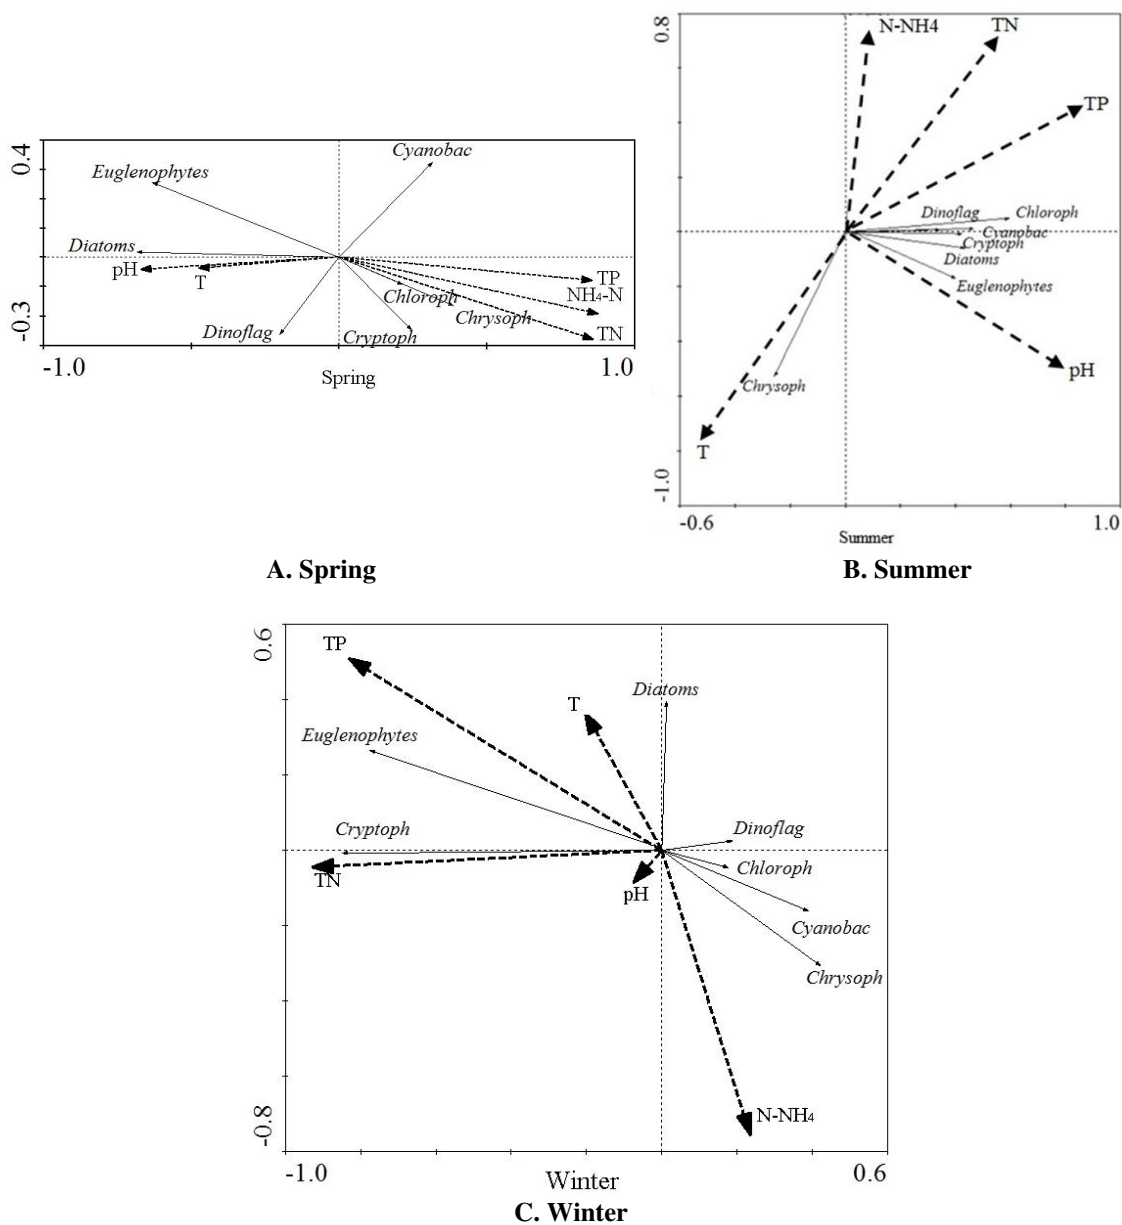 0.4
Cyanobac
Euglenophytes
Diatoms
pH
T
TP
NH4-N
Chloroph
Chrysoph
TN
Dinoflag
Cryptoph
-0.3
-1.0
1.0
Spring
0.8
N-NH4
TN
TP
Dinoflag
Chloroph
Cyanobac
Cryptoph
Diatoms
Euglenophytes
pH
Chrysoph
T
-1.0
-0.6
1.0
Summer
A. Spring
B. Summer
0.6
TP
T
Diatoms
Euglenophytes
Cryptoph
Dinoflag
TN
pH
Chloroph
Cyanobac
Chrysoph
N-NH4
-0.8
-1.0
0.6
Winter
C. Winter